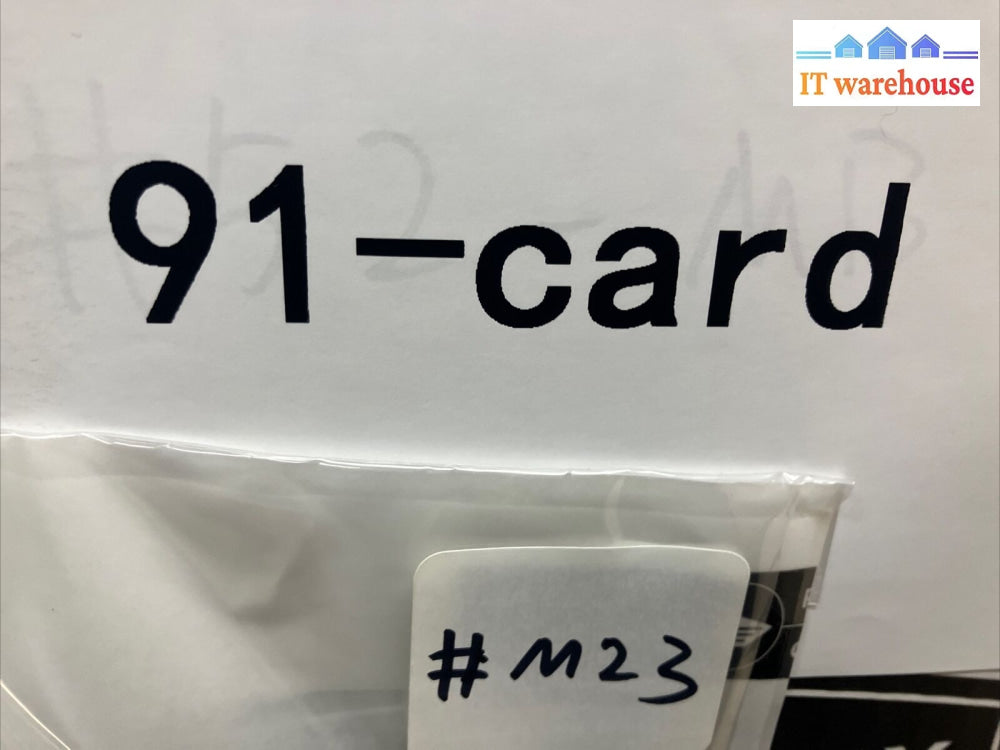 IT warehouse
91-card
#M23